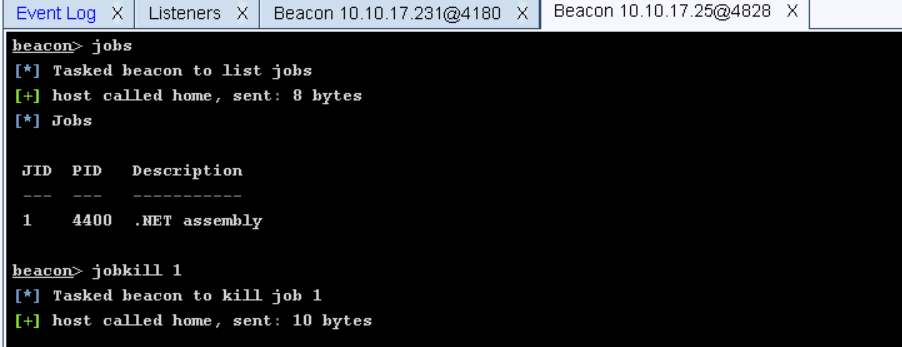 Event Log X Listeners X Beacon 10.10.17.231@4180 X Beacon 10.10.17.25@4828 X
beacon> jobs
[*] Tasked beacon to list jobs
[+] host called home, sent: 8 bytes
[*] Jobs
JID PID Description
--- --- -----------
1 4400 .NET assembly
beacon> jobkill 1
[*] Tasked beacon to kill job 1
[+] host called home, sent: 10 bytes